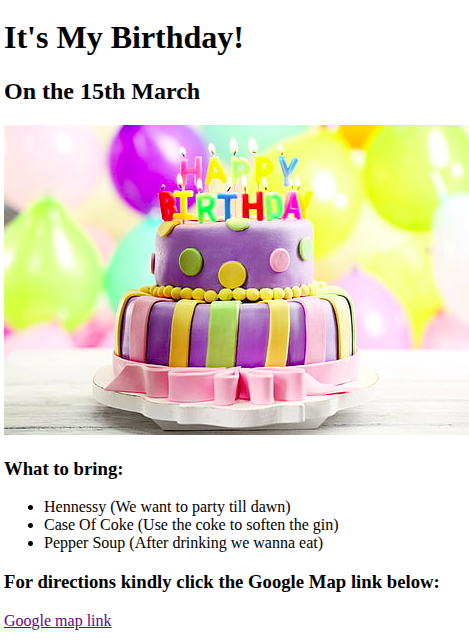 It's My Birthday!
On the 15th March
HAPPY
BIRTHDAY
What to bring:
Hennessy (We want to party till dawn)
Case Of Coke (Use the coke to soften the gin)
Pepper Soup (After drinking we wanna eat)
For directions kindly click the Google Map link below:
Google map link